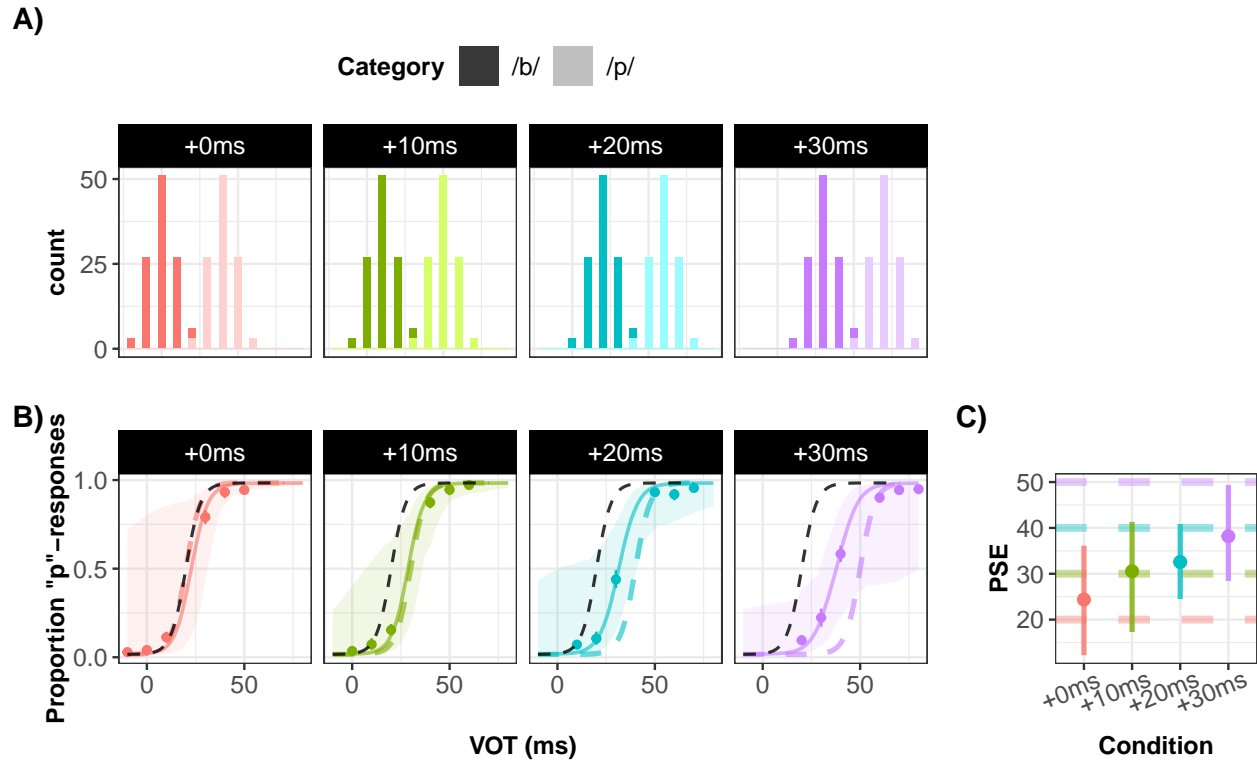 A)
Category /b/ /p/
+0ms +10ms +20ms +30ms
50
25
0
count
B)
+0ms +10ms +20ms +30ms
1.0
0.5
0.0
Proportion "p"−responses
0 50 0 50 0 50 0 50
VOT (ms)
C)
50
40
30
20
PSE
+0ms +10ms +20ms +30ms
Condition